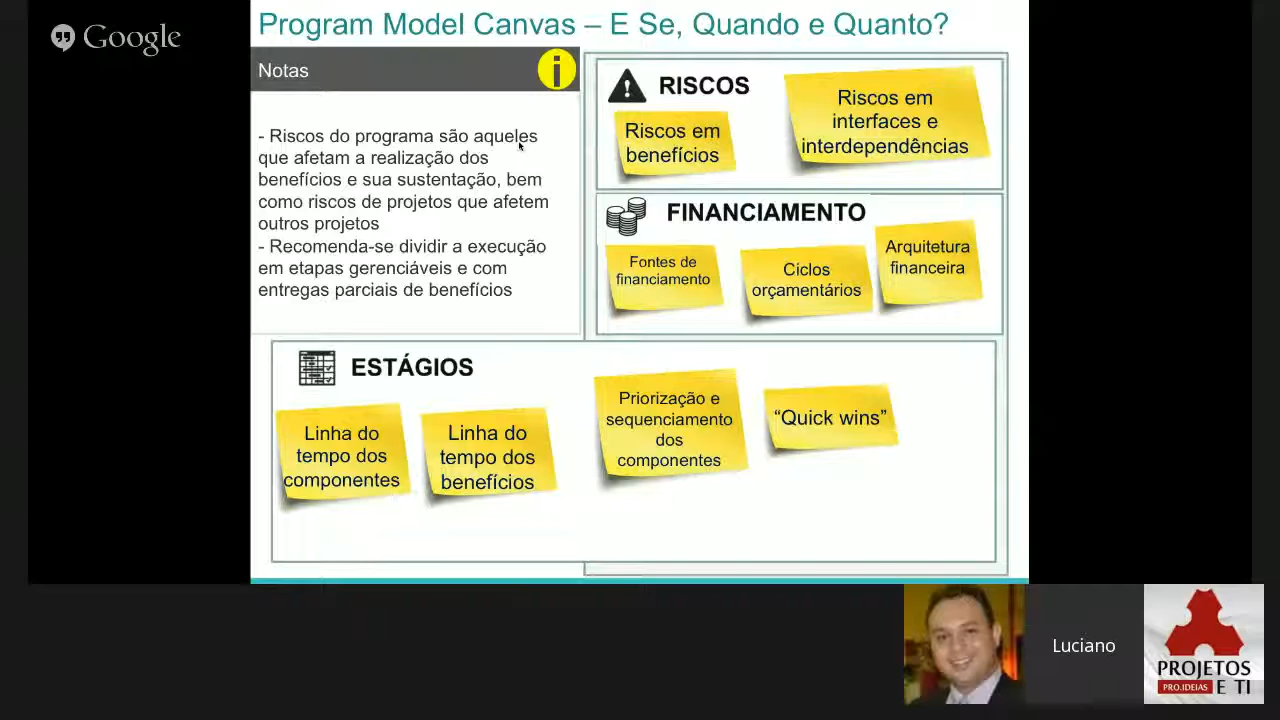 Google
Program Model Canvas – E Se, Quando e Quanto?
Notas
i
- Riscos do programa são aqueles
que afetam a realização dos
benefícios e sua sustentação, bem
como riscos de projetos que afetem
outros projetos
- Recomenda-se dividir a execução
em etapas gerenciáveis e com
entregas parciais de benefícios
RISCOS
Riscos em
benefícios
Riscos em
interfaces e
interdependências
FINANCIAMENTO
Fontes de
financiamento
Ciclos
orçamentários
Arquitetura
financeira
ESTÁGIOS
Linha do
tempo dos
componentes
Linha do
tempo dos
benefícios
Priorização e
sequenciamento
dos
componentes
“Quick wins”
Luciano
PROJETOS
PRO.IDEIAS E TI